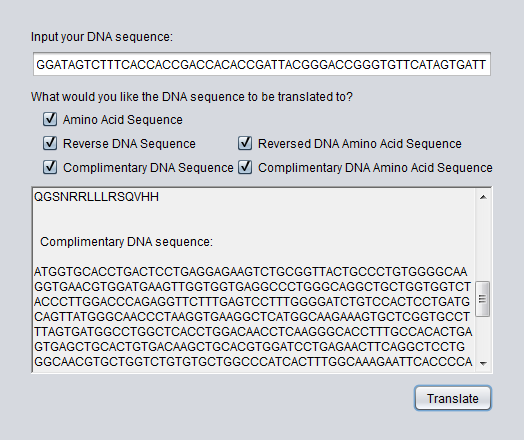 Input your DNA sequence:
GGATAGTCTTTCACCACCGACCACACCGATTACGGGACCGGGTGTTCATAGTGATT
What would you like the DNA sequence to be translated to?
Amino Acid Sequence
Reverse DNA Sequence Reversed DNA Amino Acid Sequence
Complimentary DNA Sequence Complimentary DNA Amino Acid Sequence
QGSNRRLLLRSQVHH
Complimentary DNA sequence:
ATGGTGCACCTGACTCCTGAGGAGAAGTCTGCGGTTACTGCCCTGTGGGGCAA
GGTGAACGTGGATGAAGTTGGTGGTGAGGCCCTGGGCAGGCTGCTGGTGGTCT
ACCCTTGGACCCAGAGGTTCTTTGAGTCCTTTGGGGATCTGTCCACTCCTGATG
CAGTTATGGGCAACCCTAAGGTGAAGGCTCATGGCAAGAAAGTGCTCGGTGCCT
TTAGTGATGGCCTGGCTCACCTGGACAACCTCAAGGGCACCTTTGCCACACTGA
GTGAGCTGCACTGTGACAAGCTGCACGTGGATCCTGAGAACTTCAGGCTCCTG
GGCAACGTGCTGGTCTGTGTGCTGGCCCATCACTTTGGCAAAGAATTCACCCCA
Translate